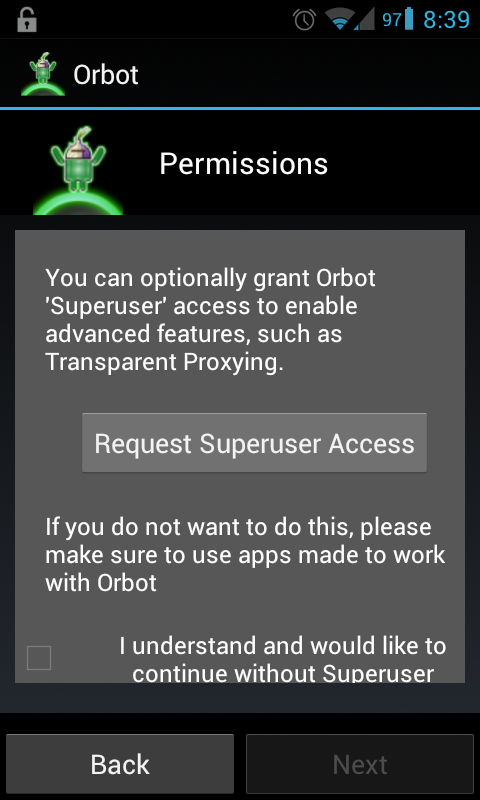 97 8:39
Orbot
Permissions
You can optionally grant Orbot
'Superuser' access to enable
advanced features, such as
Transparent Proxying.
Request Superuser Access
If you do not want to do this, please
make sure to use apps made to work
with Orbot
I understand and would like to
continue without Superuser
Back Next